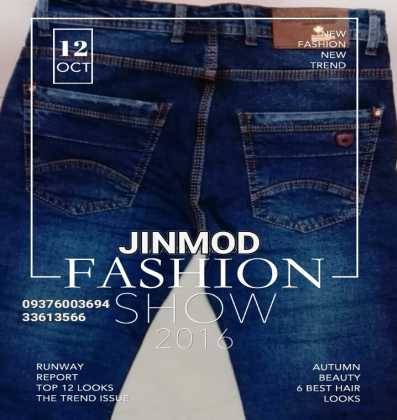 12
OCT
NEW
FASHION
NEW
TREND
JINMOD
FASHION
SHOW
2016
09376003694
33613566
RUNWAY
REPORT
TOP 12 LOOKS
THE TREND ISSUE
AUTUMN
BEAUTY
6 BEST HAIR
LOOKS